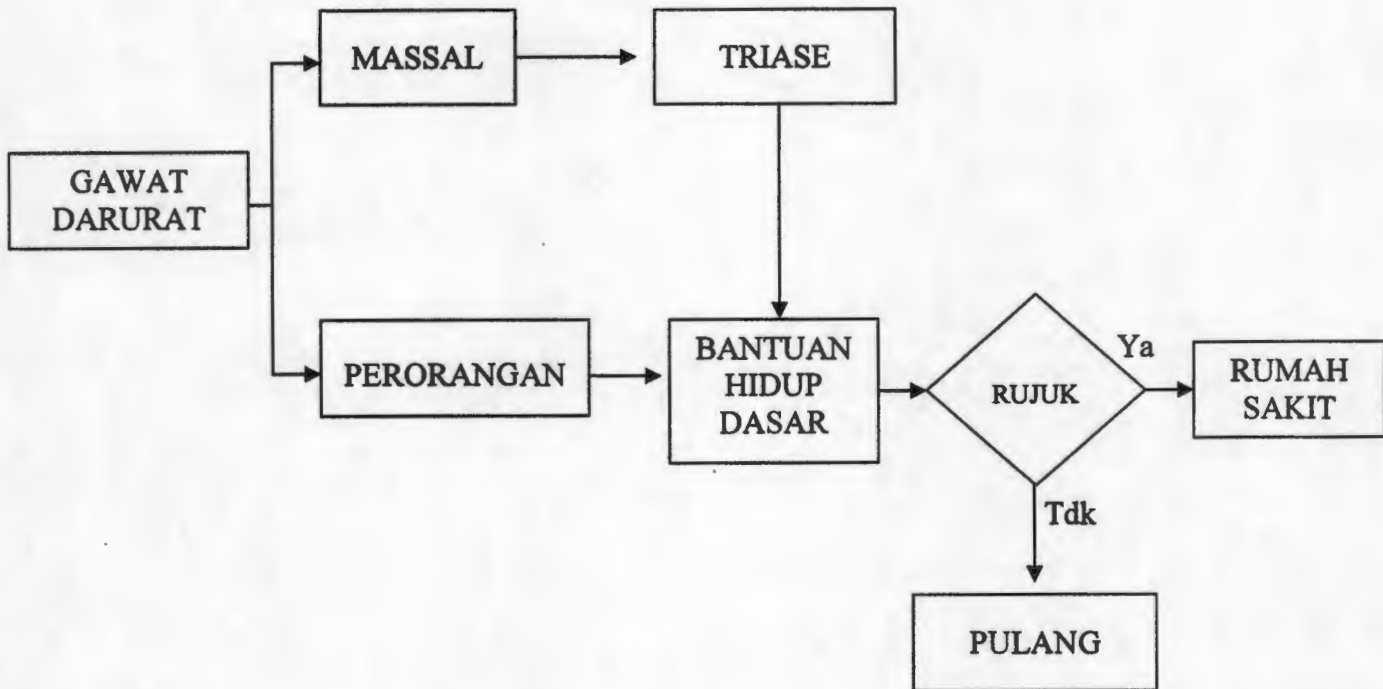 MASSAL
TRIASE
GAWAT
DARURAT
PERORANGAN
BANTUAN
HIDUP
DASAR
RUJUK
Ya
RUMAH
SAKIT
Tdk
PULANG